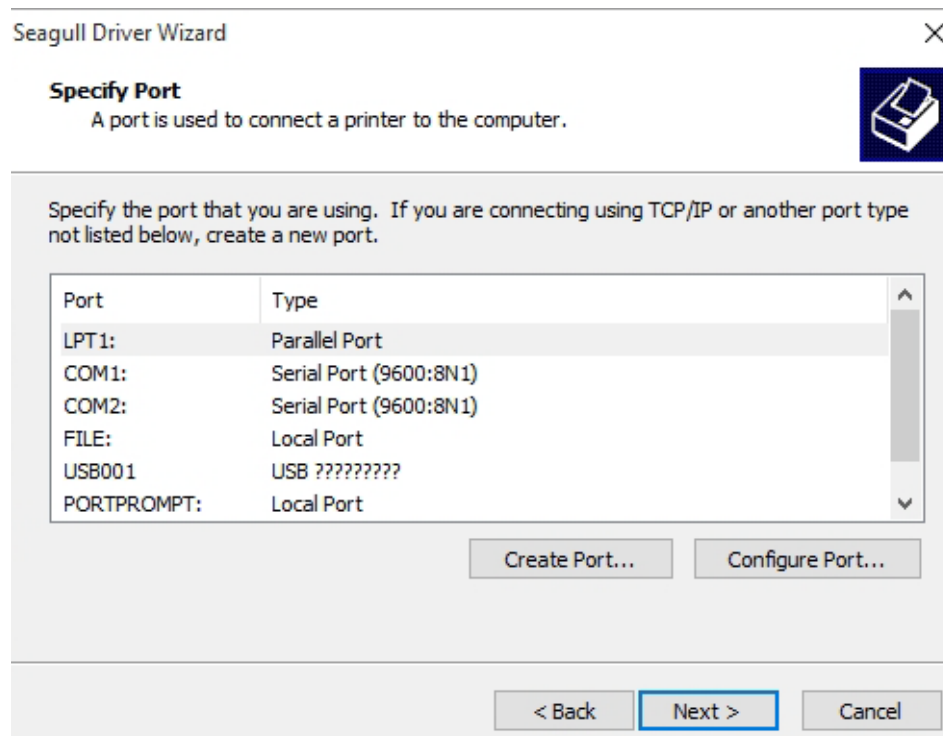 Seagull Driver Wizard
Specify Port
A port is used to connect a printer to the computer.
Specify the port that you are using. If you are connecting using TCP/IP or another port type
not listed below, create a new port.
Port Type
LPT1: Parallel Port
COM1: Serial Port (9600:8N1)
COM2: Serial Port (9600:8N1)
FILE: Local Port
USB001 USB ?????????
PORTPROMPT: Local Port
Create Port... Configure Port...
< Back Next > Cancel